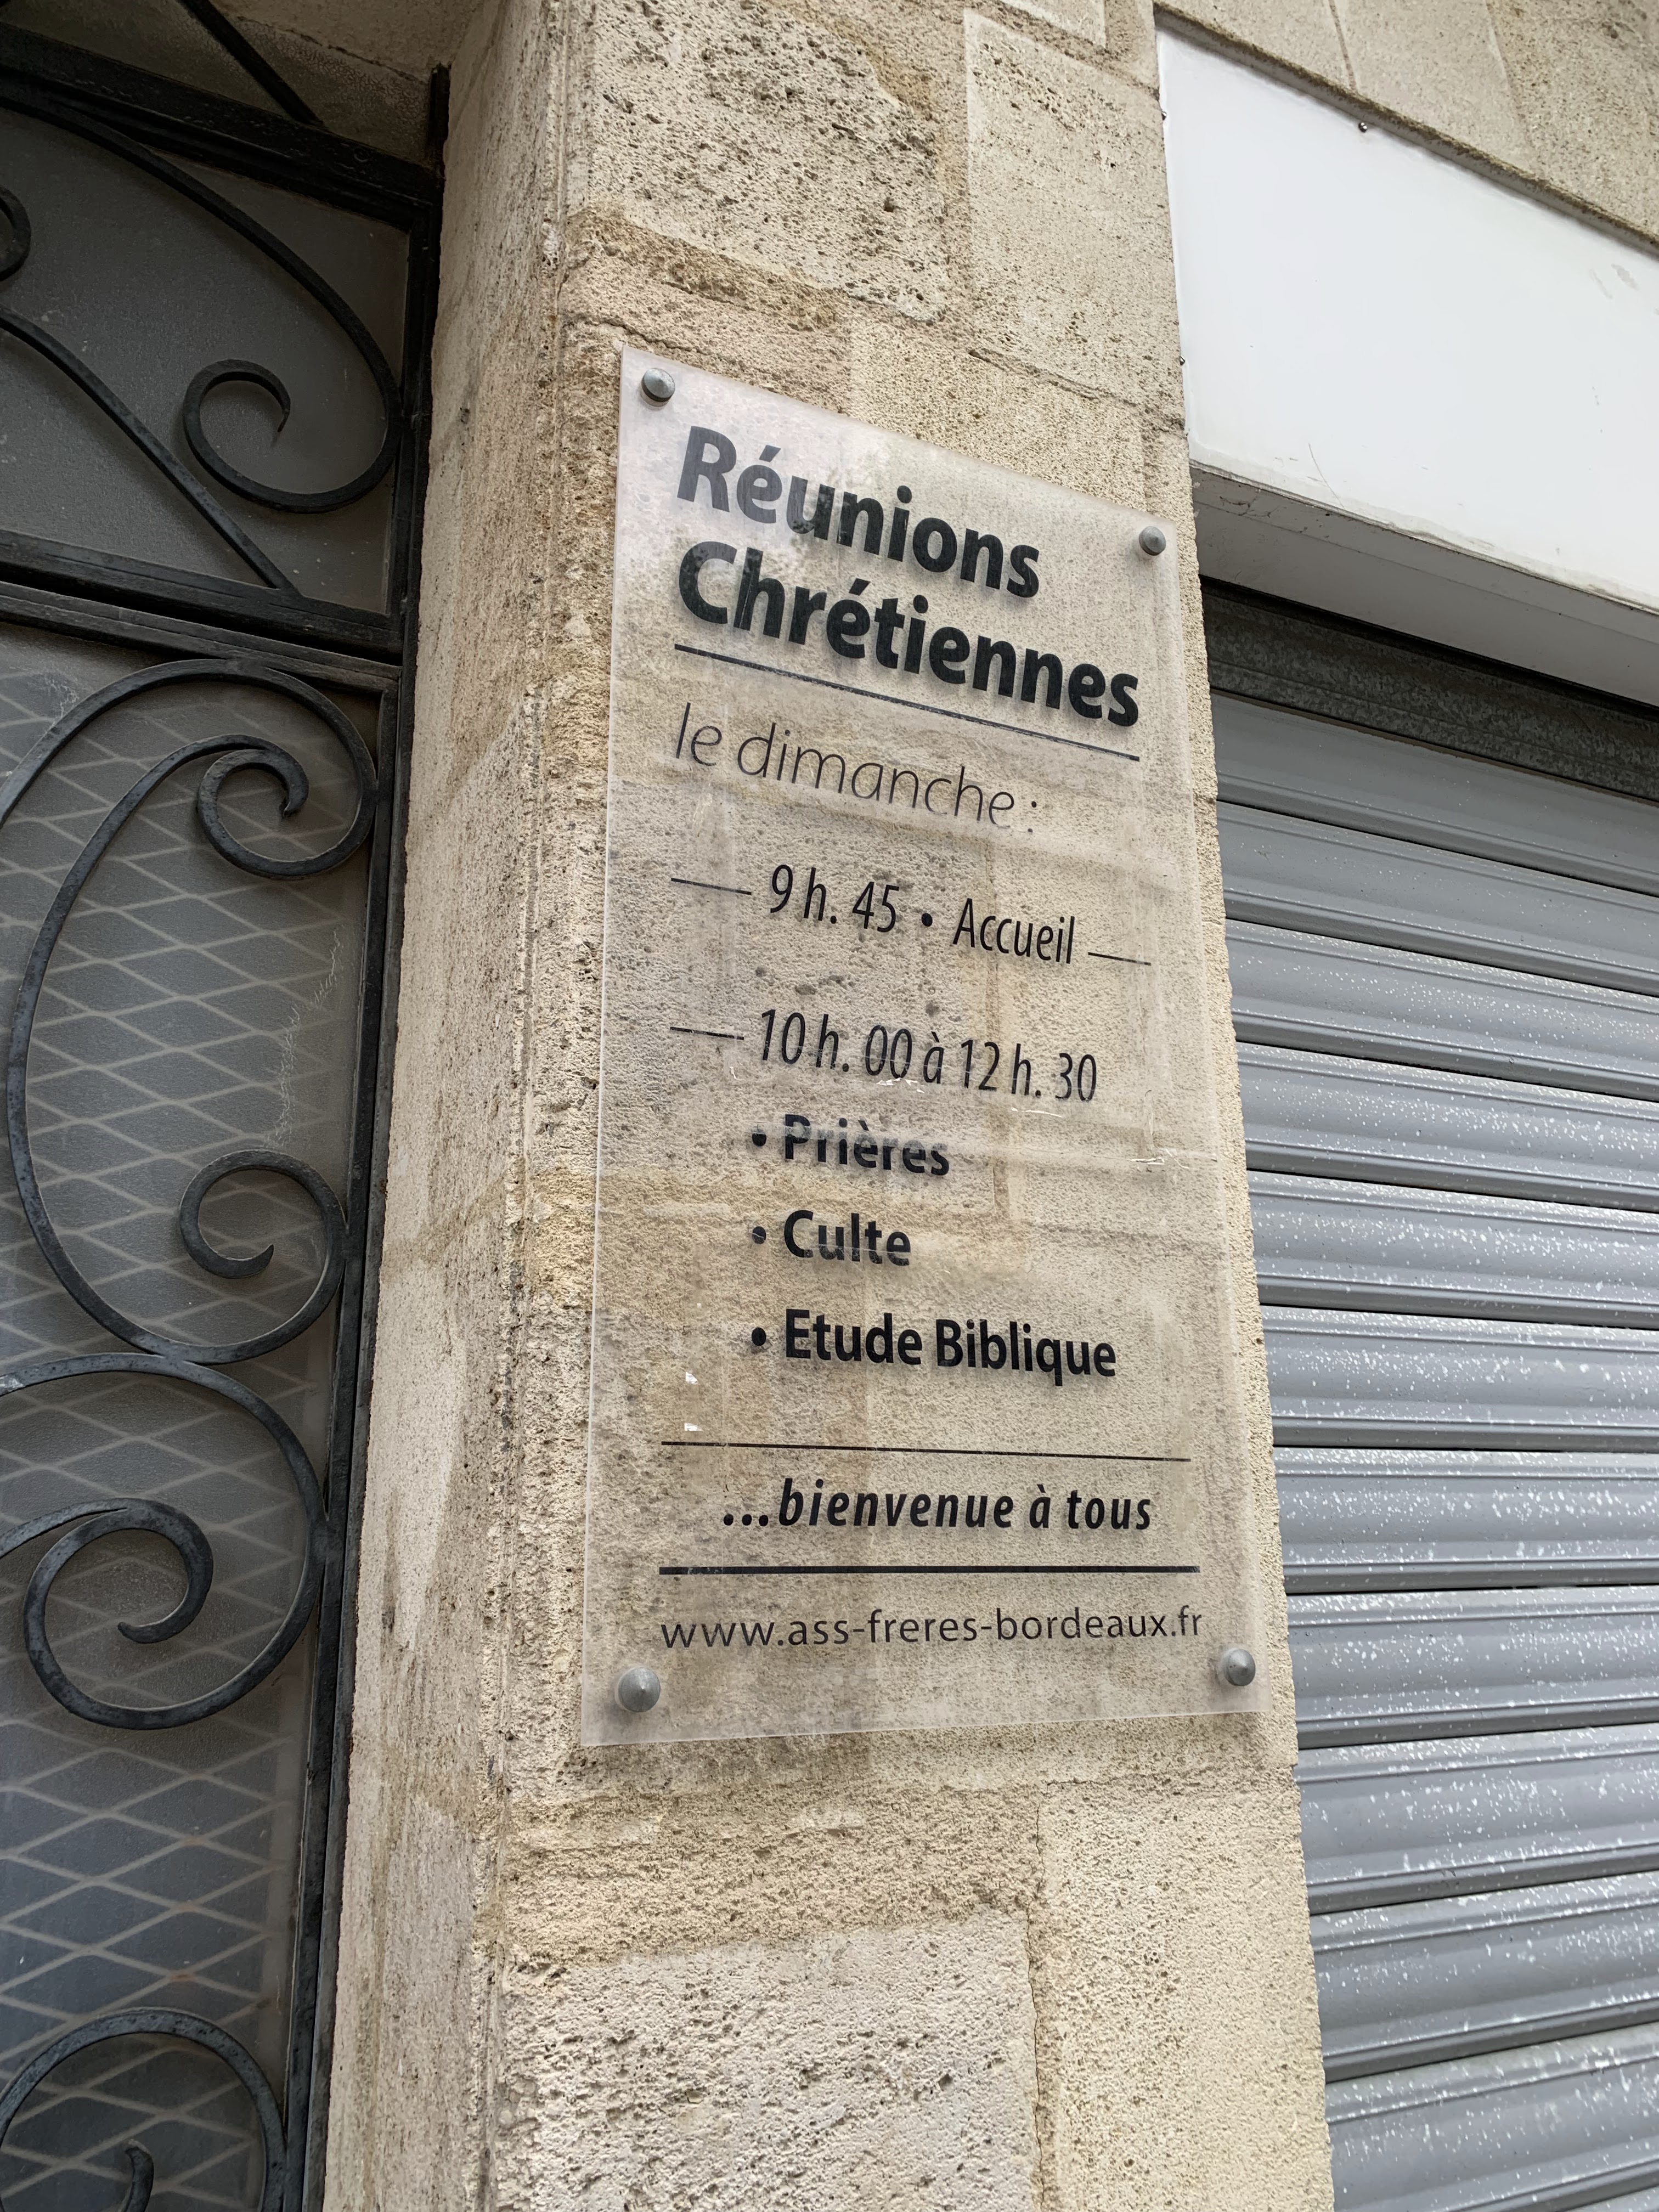 Réunions
Chrétiennes
le dimanche :
— 9 h. 45 • Accueil —
— 10 h. 00 à 12 h. 30
• Prières
• Culte
• Etude Biblique
...bienvenue à tous
www.ass-freres-bordeaux.fr